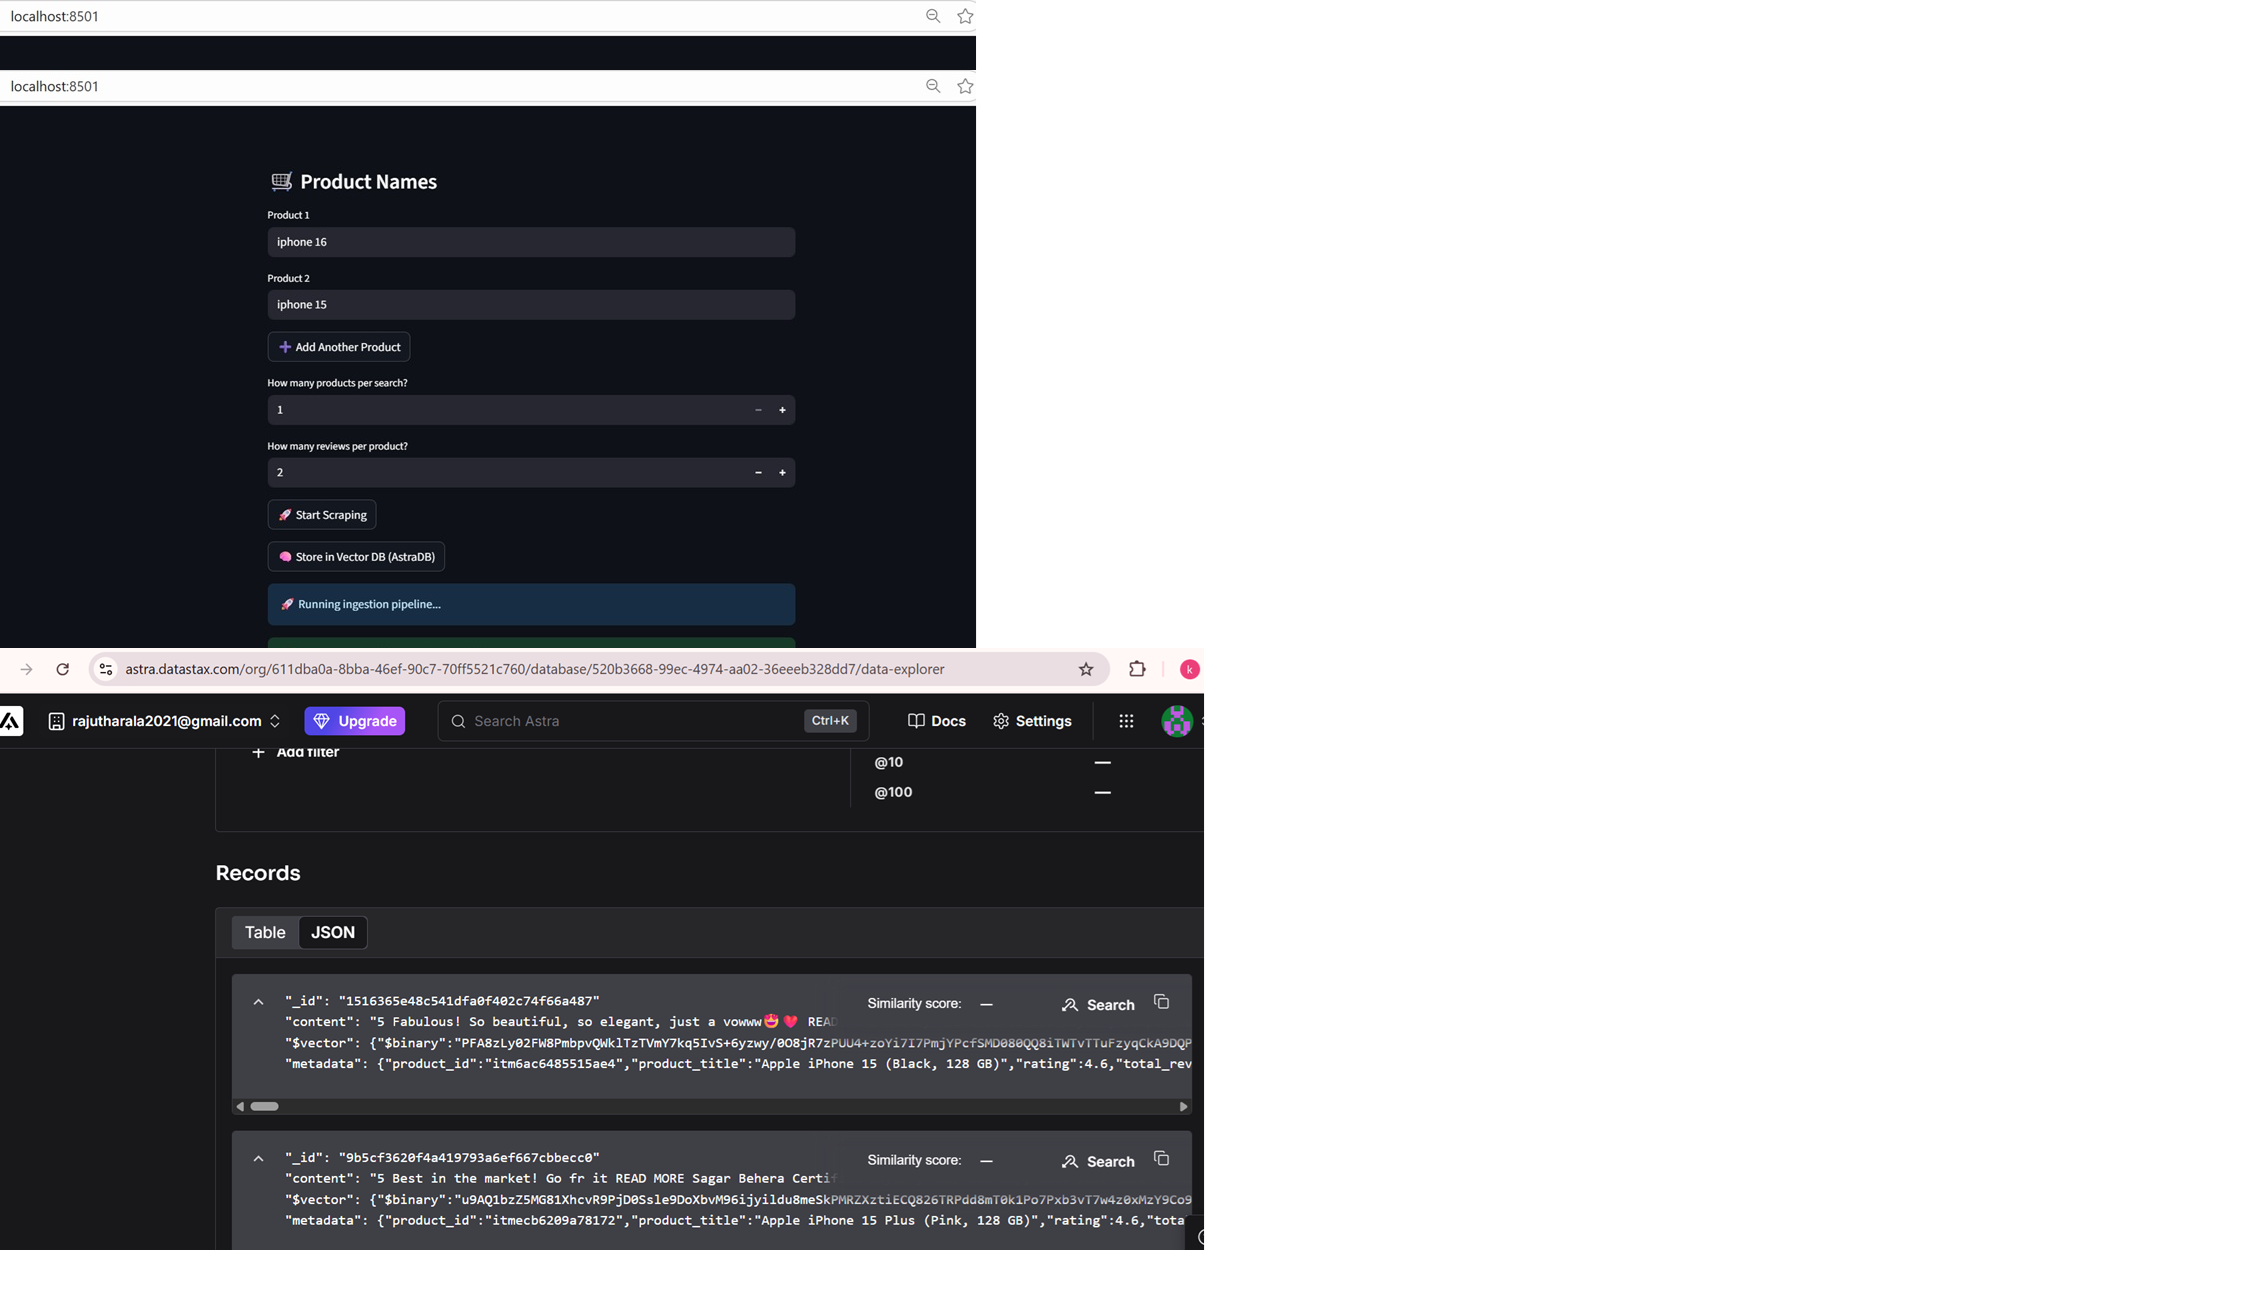 localhost:8501
localhost:8501
Product Names
Product 1
iphone 16
Product 2
iphone 15
Add Another Product
How many products per search?
1
How many reviews per product?
2
Start Scraping
Store in Vector DB (AstraDB)
Running ingestion pipeline...
astra.datastax.com/org/611dba0a-8bba-46ef-90c7-70ff5521c760/database/520b3668-99ec-4974-aa02-36eeeb328dd7/data-explorer
k
rajutharala2021@gmail.com
Upgrade
Search Astra
Ctrl+K
Docs
Settings
Add filter
@10 —
@100 —
Records
Table JSON
"_id": "1516365e48c541dfa0f402c74f66a487"
Similarity score: —
Search
"content": "5 Fabulous! So beautiful, so elegant, just a vowww😍❤️ READ
"$vector": {"$binary":"PFA8zLy02FW8PmbpvQWklTzTVmY7kq5IvS+6yzwy/0O8jR7zPUU4+zoYi7I7PmjYPcfSMD080QQ8iTWTvTTuFzyqCkA9DQP
"metadata": {"product_id":"itm6ac6485515ae4","product_title":"Apple iPhone 15 (Black, 128 GB)","rating":4.6,"total_rev
"_id": "9b5cf3620f4a419793a6ef667cbbecc0"
Similarity score: —
Search
"content": "5 Best in the market! Go fr it READ MORE Sagar Behera Certif
"$vector": {"$binary":"u9AQ1bzZ5MG81XhcvR9PjD0Ssle9DoXbvM96ijyildu8meSkPMRZXztiECQ826TRPdd8mT0k1Po7Pxb3vT7w4z0xMzY9Co9
"metadata": {"product_id":"itmecb6209a78172","product_title":"Apple iPhone 15 Plus (Pink, 128 GB)","rating":4.6,"tota